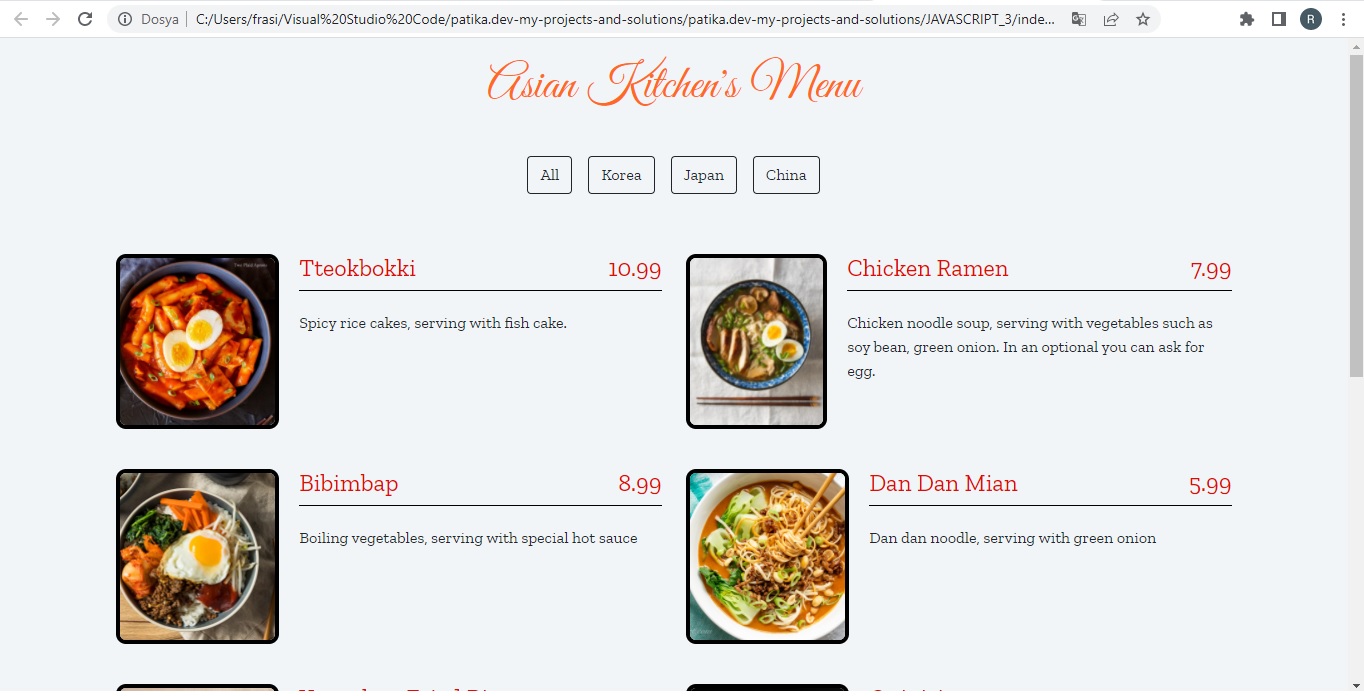 Dosya
C:/Users/frasi/Visual%20Studio%20Code/patika.dev-my-projects-and-solutions/patika.dev-my-projects-and-solutions/JAVASCRIPT_3/inde...
R
Asian Kitchen's Menu
All
Korea
Japan
China
Tteokbokki 10.99
Spicy rice cakes, serving with fish cake.
Chicken Ramen 7.99
Chicken noodle soup, serving with vegetables such as
soy bean, green onion. In an optional you can ask for
egg.
Bibimbap 8.99
Boiling vegetables, serving with special hot sauce
Dan Dan Mian 5.99
Dan dan noodle, serving with green onion